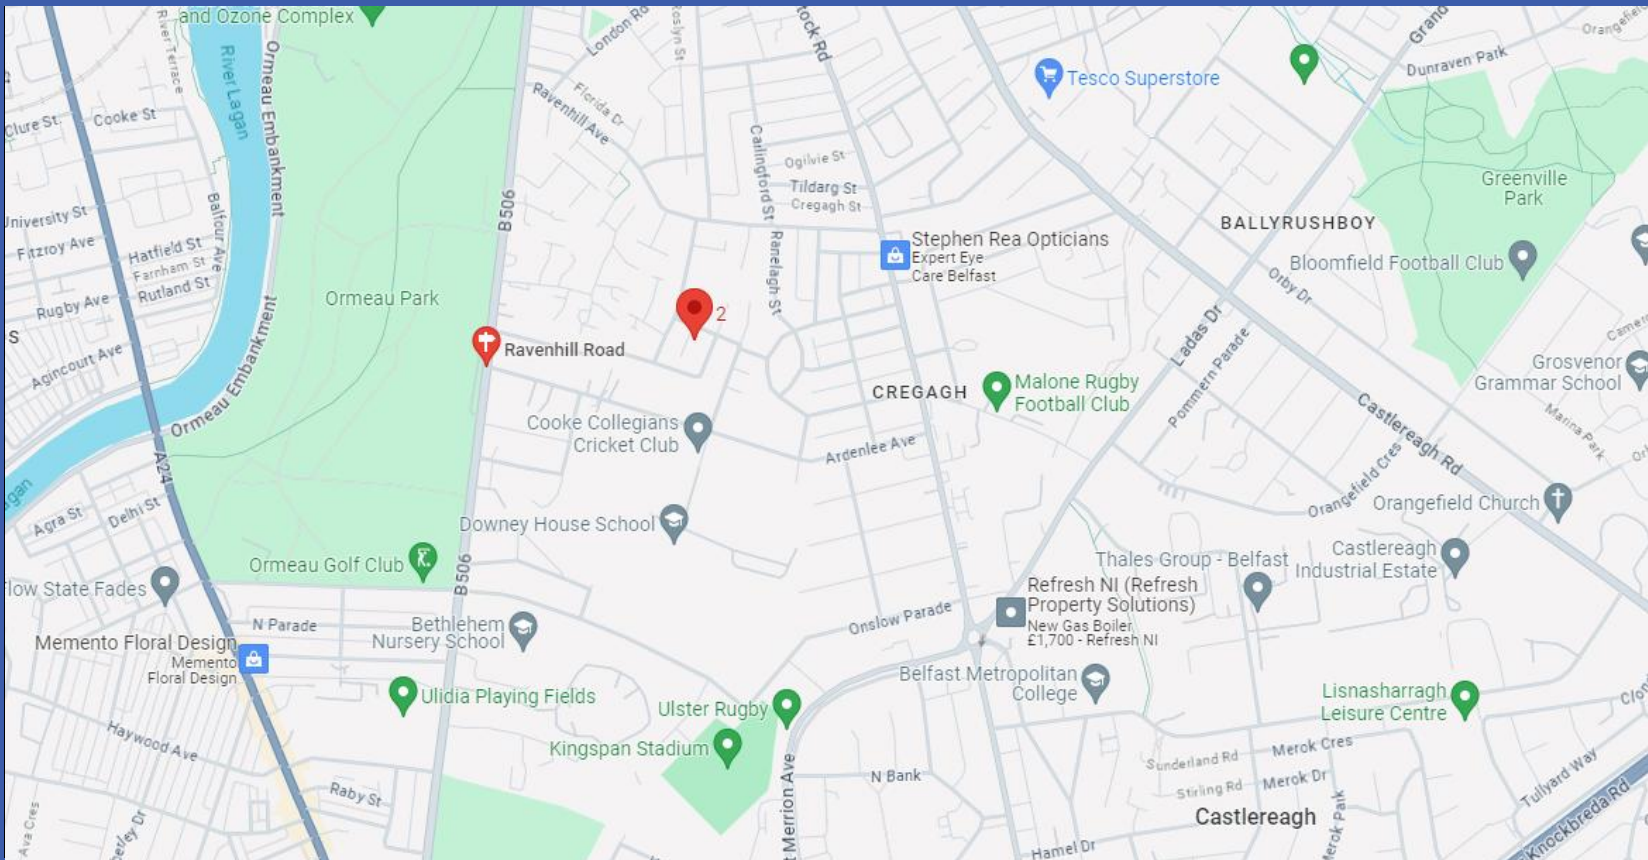 and Ozone Complex
River Terrace
River Lagan
Ormeau Embankment
London Rd
Roslyn St
Grand
Orangefield
Dunraven Park
Tesco Superstore
Clure St
Cooke St
Ravenhill Ave
Florida Dr
Carlingford St
Ogilvie St
Tildarg St
Cregagh St
Greenville
Park
BALLYRUSHBOY
University St
Fitzroy Ave
Balfour Ave
Hatfield St
Farnham St
Rutland St
Rugby Ave
B506
Ranelagh St
Stephen Rea Opticians
Expert Eye
Care Belfast
Bloomfield Football Club
Orby Dr
Ormeau Park
2
S
Agincourt Ave
Ormeau Embankment
Ravenhill Road
Ladas Dr
Pommern Parade
Grosvenor
Grammar School
CREGAGH
Malone Rugby
Football Club
Castlereagh Rd
Marina Park
Cooke Collegians
Cricket Club
Ardenlee Ave
A24
Orangefield Cres
Orangefield Church
Agra St
Delhi St
Downey House School
Ormeau Golf Club
B506
Thales Group - Belfast
Castlereagh
Industrial Estate
Flow State Fades
Refresh NI (Refresh
Property Solutions)
New Gas Boiler
£1,700 - Refresh NI
N Parade
Bethlehem
Nursery School
Onslow Parade
Memento Floral Design
Memento
Floral Design
Belfast Metropolitan
College
Ulidia Playing Fields
Ulster Rugby
Lisnasharragh
Leisure Centre
Kingspan Stadium
Haywood Ave
Merok Cres
Sunderland Rd
N Bank
Merok Dr
Stirling Rd
Tullyard Way
Raby St
t Merrion Ave
Castlereagh
Merok Park
Knockbreda Rd
Ava Cres
Hamel Dr